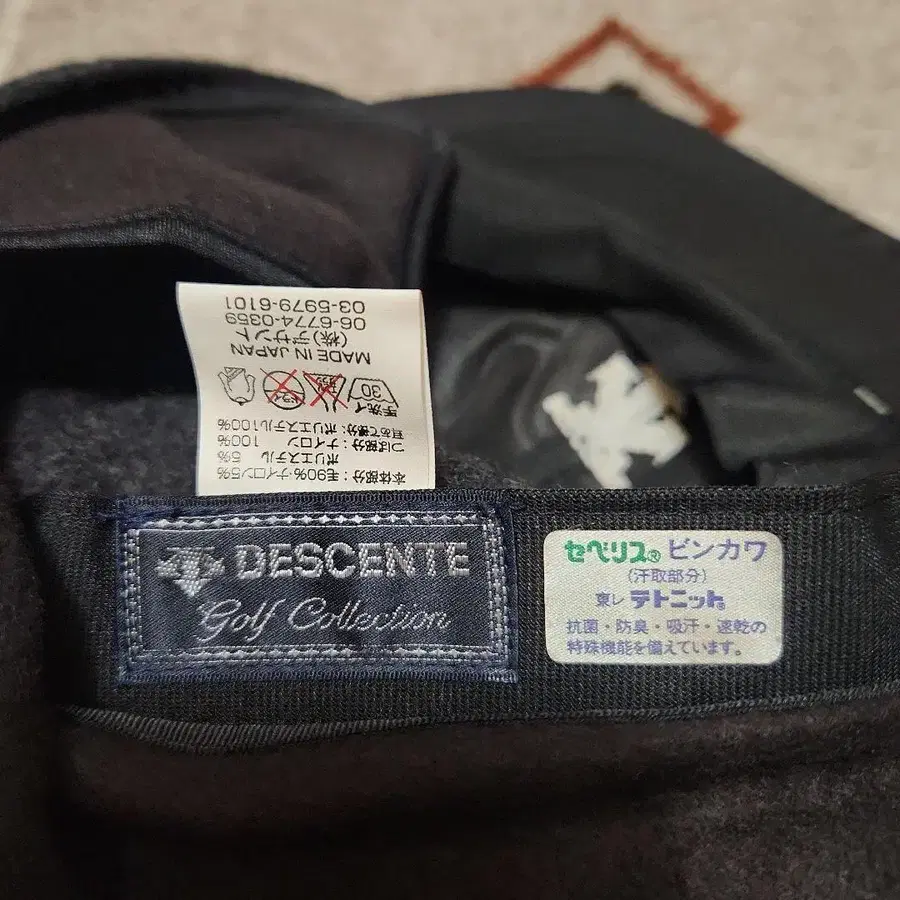 本体部分：毛90%・ナイロン5%
ポリエステル 5%
つば部分：ナイロン 100%
耳あて部分：ポリエステル100%
手洗イ
30
ドライ
MADE IN JAPAN
(株)デサント
06-6774-0359
03-5979-6101
DESCENTE
Golf Collection
セベリス® ビンカワ
(汗取部分)
東レ テトニット®
抗菌・防臭・吸汗・速乾の
特殊機能を備えています。